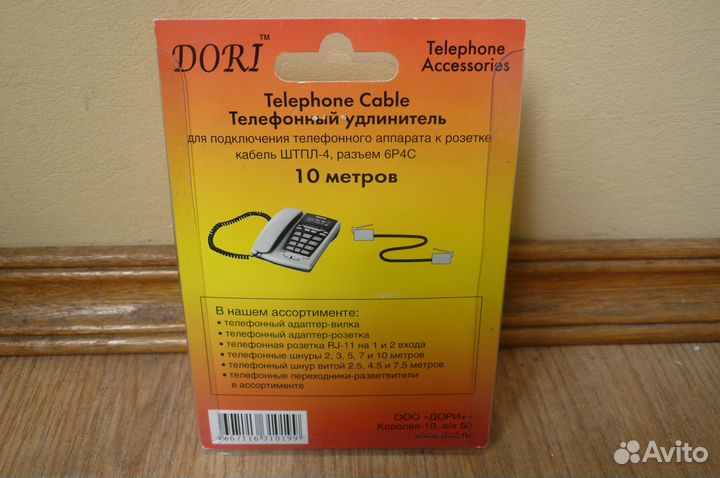 DORI™
Telephone
Accessories
Telephone Cable
Телефонный удлинитель
для подключения телефонного аппарата к розетке
кабель ШТПЛ-4, разъем 6P4C
10 метров
В нашем ассортименте:
• телефонный адаптер-вилка
• телефонный адаптер-розетка
• телефонная розетка RJ-11 на 1 и 2 входа
• телефонные шнуры 2, 3, 5, 7 и 10 метров
• телефонный шнур витой 2.5, 4.5 и 7.5 метров
• телефонные переходники-разветвители
в ассортименте
4607116310199
ООО «ДОРИ+»
Королев-10, а/я 50
www.dori.ru
Avito